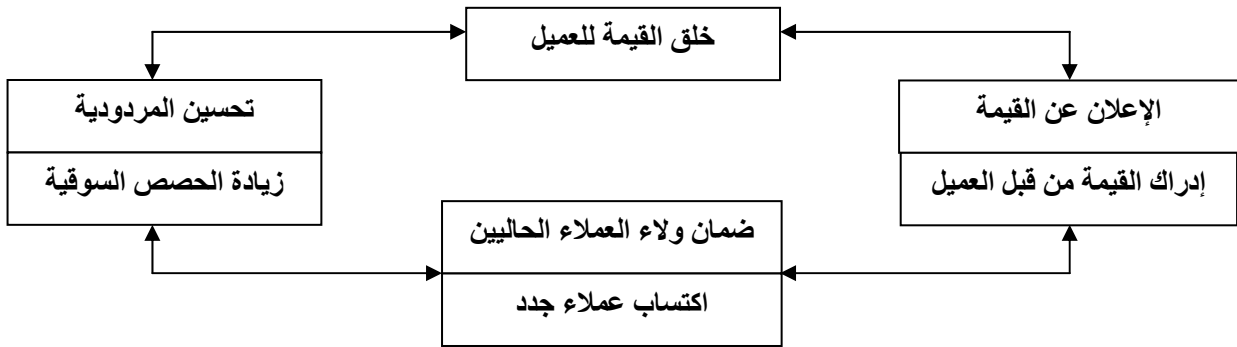 خلق القيمة للعميل
الإعلان عن القيمة
تحسين المردودية
إدراك القيمة من قبل العميل
زيادة الحصص السوقية
ضمان ولاء العملاء الحاليين
اكتساب عملاء جدد